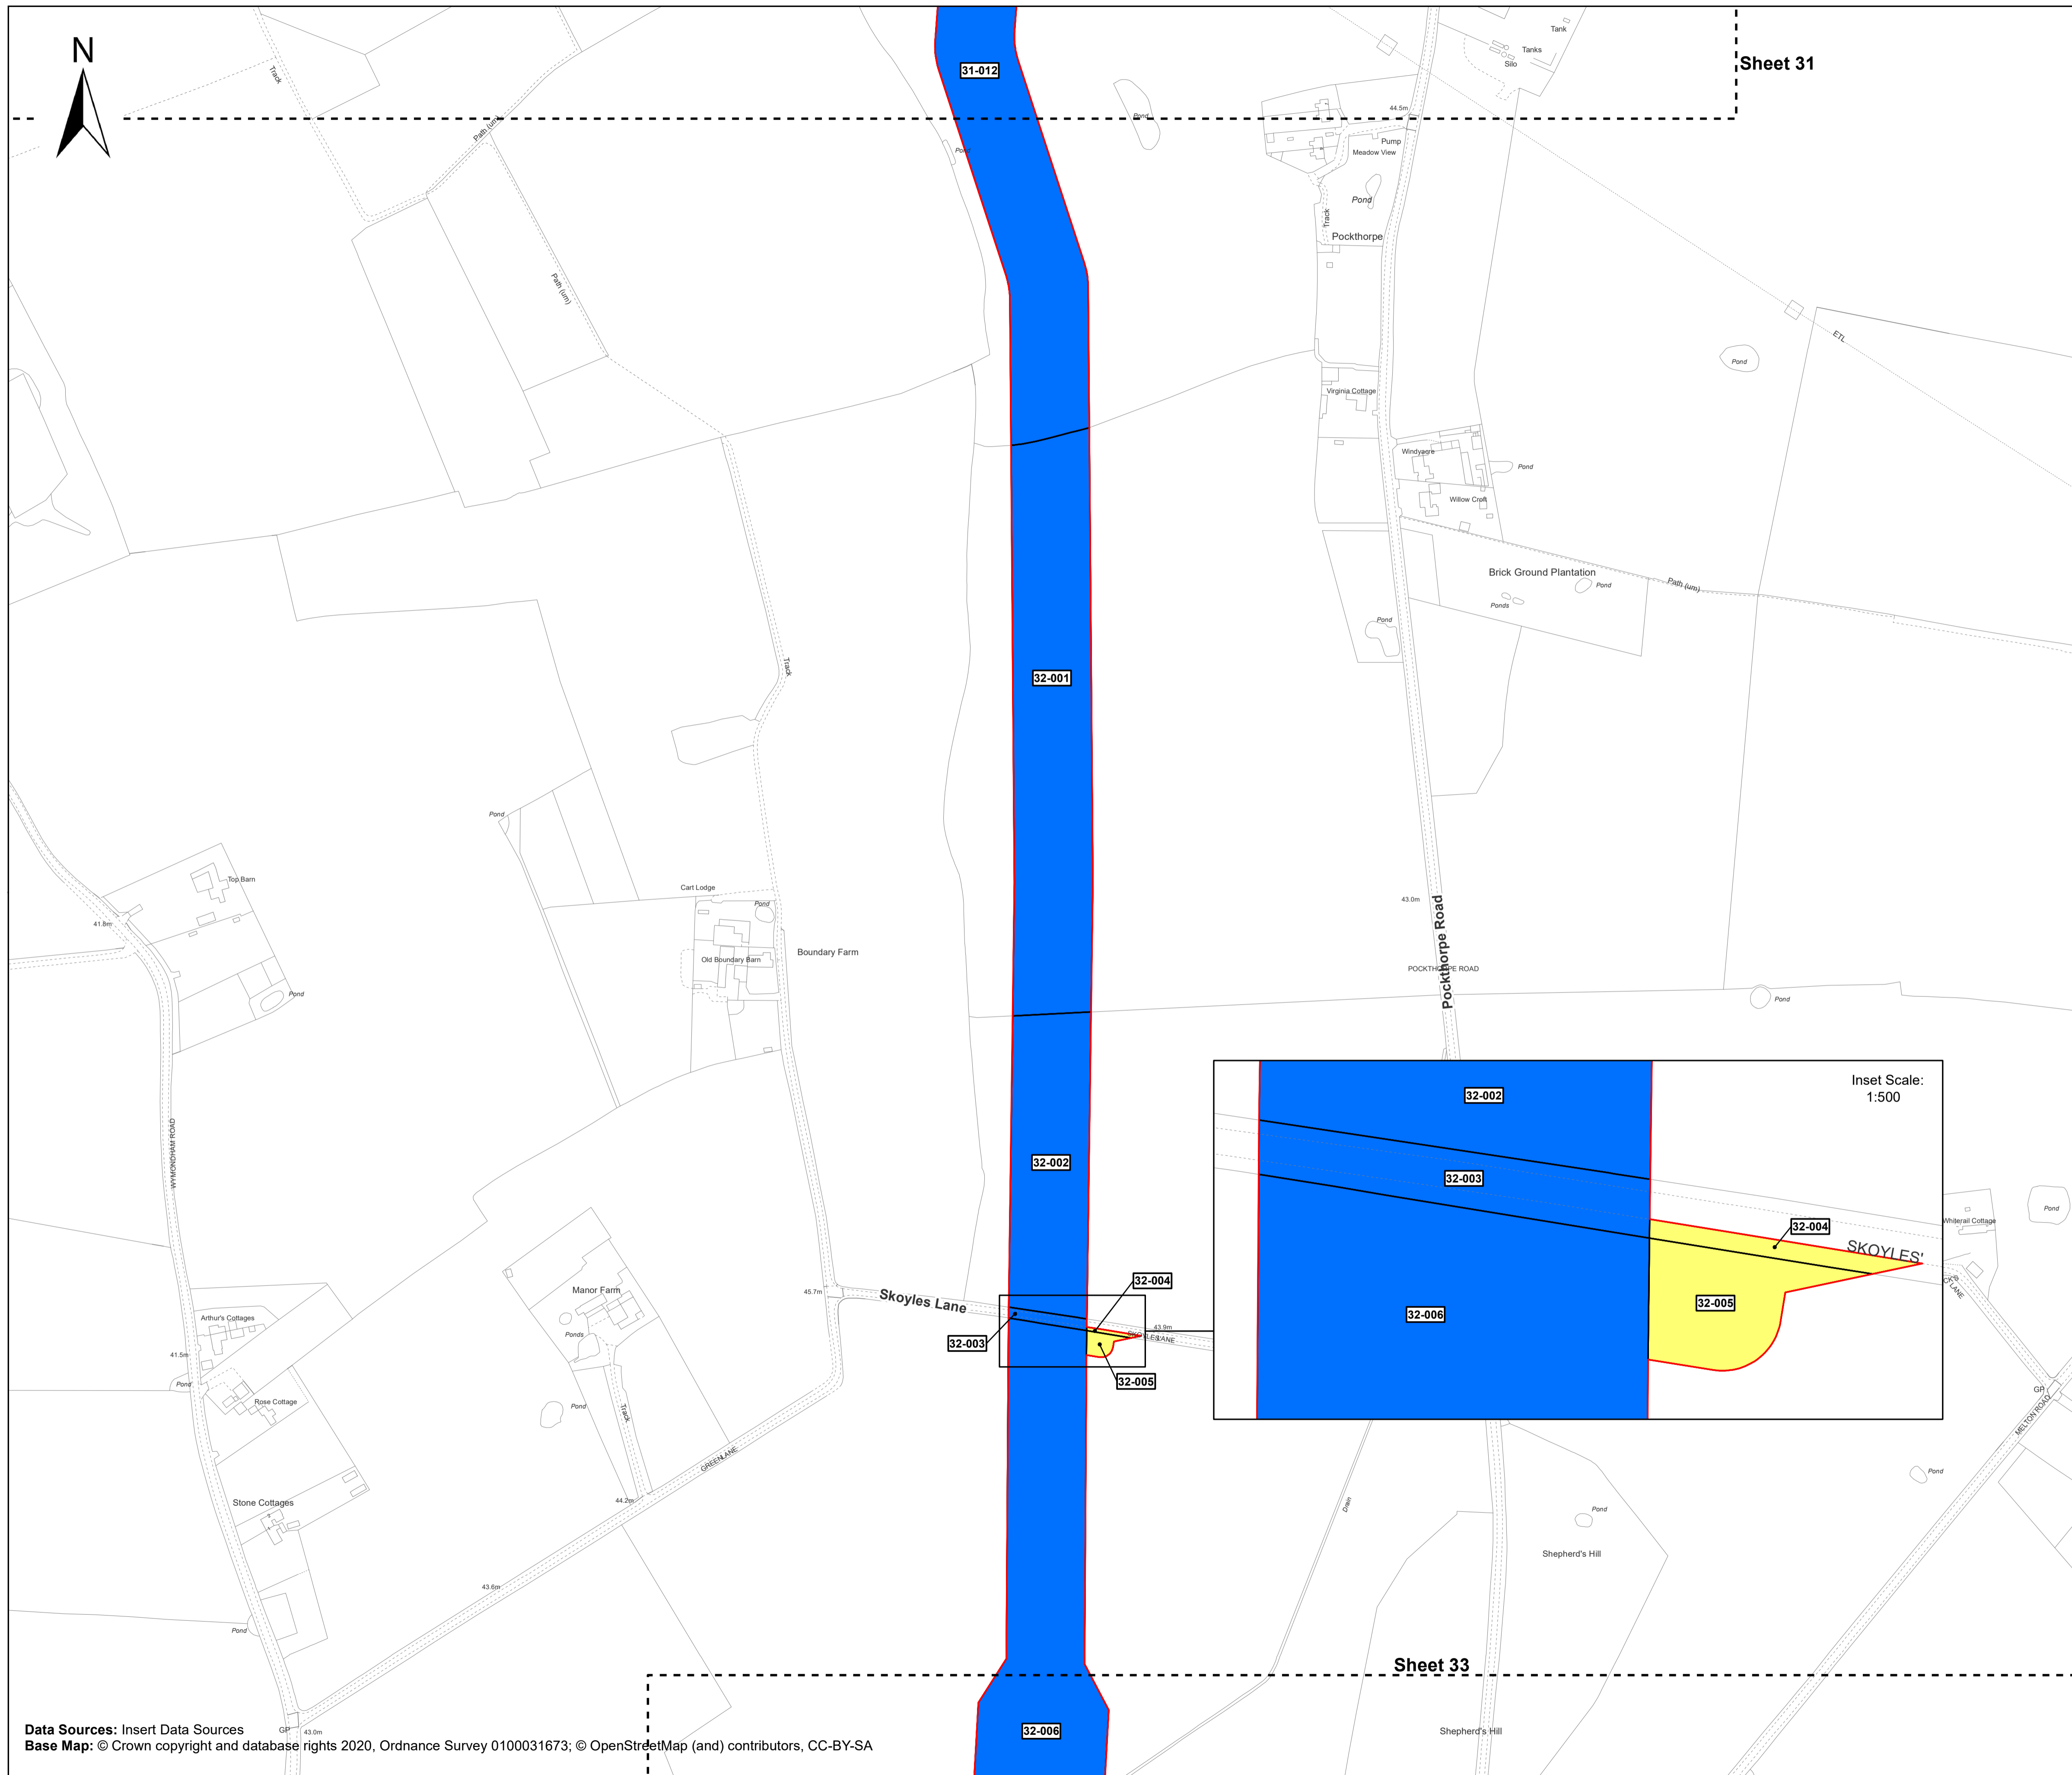 N
31-012
Sheet 31
Tank
Tanks
Silo
Track
Path (um)
Pond
44.5m
Pump
Meadow View
Pond
Pond
Track
Pockthorpe
Path (um)
ETL
Pond
Virginia Cottage
Windyacre
Pond
Willow Croft
Brick Ground Plantation
Pond
Path (um)
Ponds
Pond
32-001
Track
Pond
Top Barn
41.8m
Cart Lodge
Pond
Old Boundary Barn
Boundary Farm
Pond
43.0m
Pockthorpe Road
POCKTHORPE ROAD
Pond
Inset Scale:
1:500
32-002
32-003
32-004
SKOYLES'
32-005
32-006
WYMONDHAM ROAD
32-002
Whiterail Cottage
Pond
LANE
Manor Farm
Ponds
45.7m
Skoyles Lane
32-004
43.9m
SKOYLES LANE
32-003
32-005
Arthur's Cottages
41.5m
Pond
Rose Cottage
Pond
Track
GREEN LANE
44.2m
GP
MELTON ROAD
Pond
Stone Cottages
Drain
Pond
Shepherd's Hill
43.6m
Pond
Sheet 33
32-006
Shepherd's Hill
GP
43.0m
Data Sources: Insert Data Sources
Base Map: © Crown copyright and database rights 2020, Ordnance Survey 0100031673; © OpenStreetMap (and) contributors, CC-BY-SA